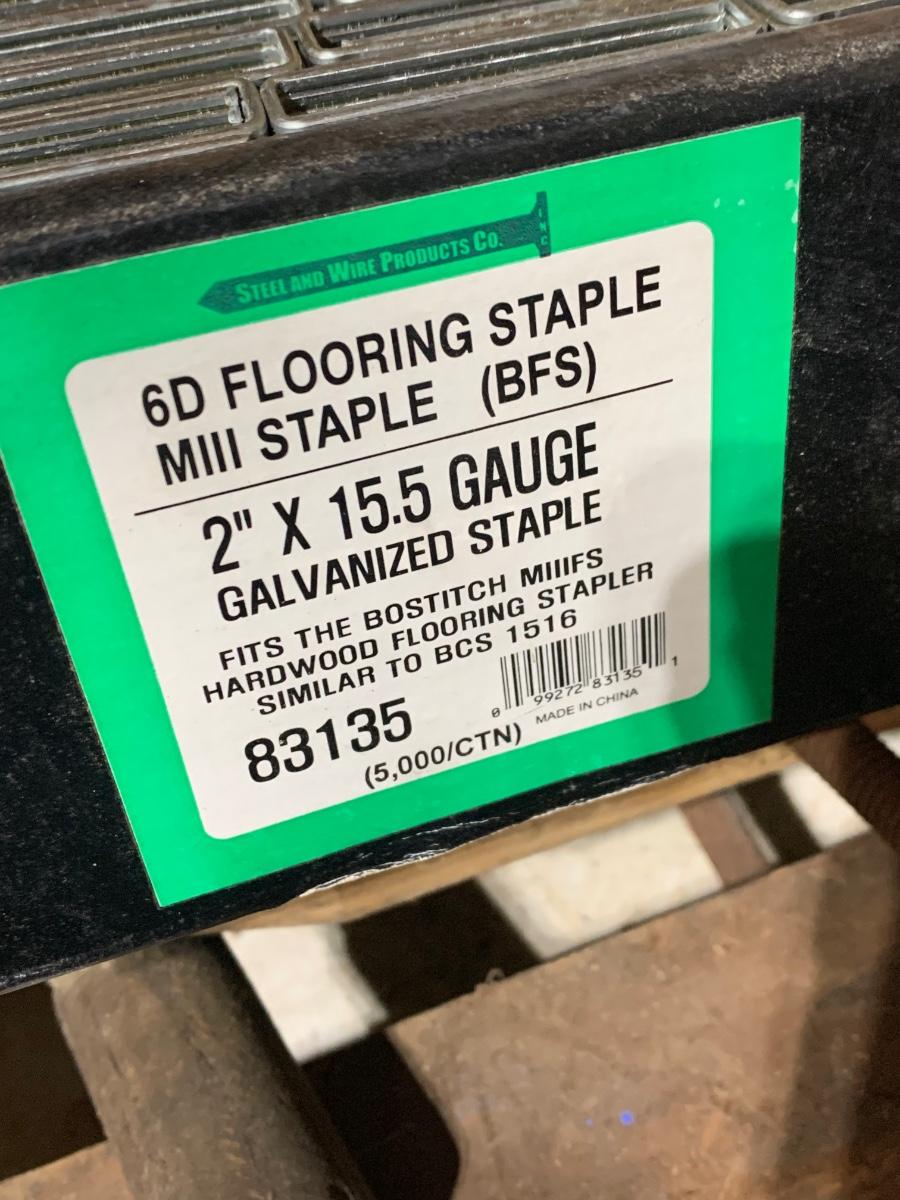 STEEL AND WIRE PRODUCTS CO.
INC
6D FLOORING STAPLE
MIII STAPLE (BFS)
2" X 15.5 GAUGE
GALVANIZED STAPLE
FITS THE BOSTITCH MIIIFS
HARDWOOD FLOORING STAPLER
SIMILAR TO BCS 1516
83135
0 99272 83135 1
MADE IN CHINA
(5,000/CTN)